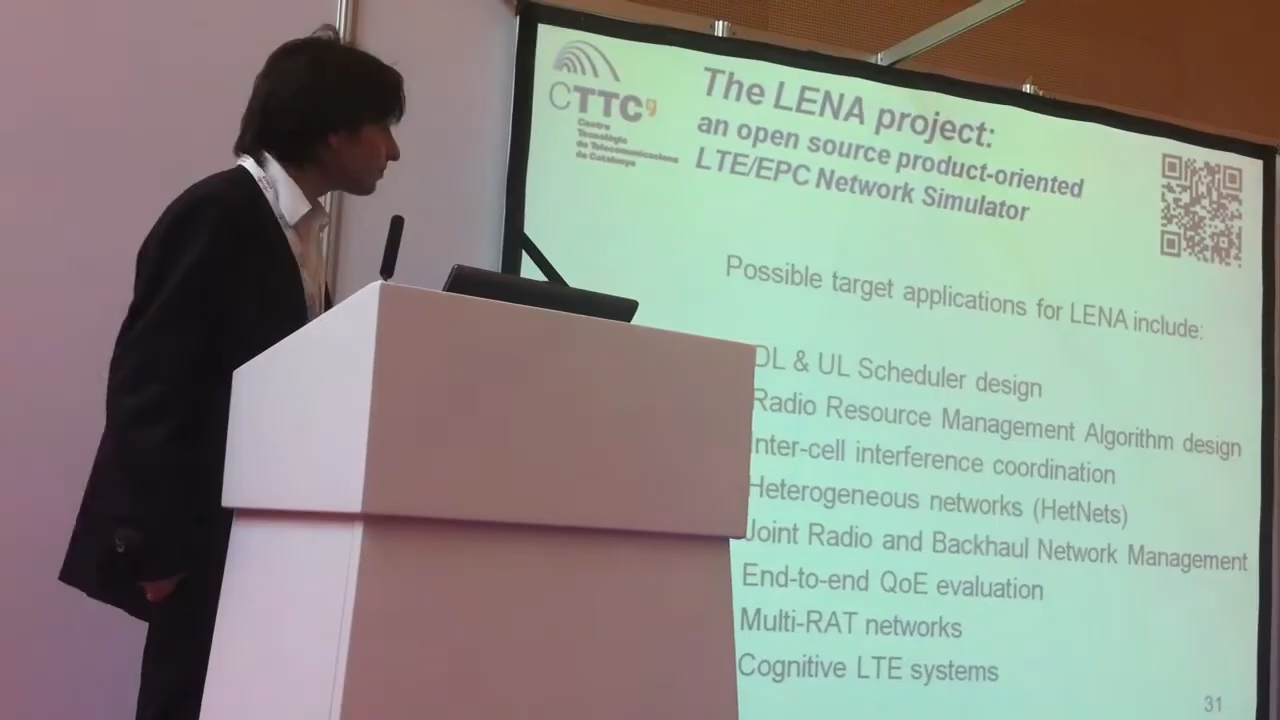 CTTC9
Centre
Tecnològic
de Telecomunicacions
de Catalunya
The LENA project:
an open source product-oriented
LTE/EPC Network Simulator
Possible target applications for LENA include:
DL & UL Scheduler design
Radio Resource Management Algorithm design
Inter-cell interference coordination
Heterogeneous networks (HetNets)
Joint Radio and Backhaul Network Management
End-to-end QoE evaluation
Multi-RAT networks
Cognitive LTE systems
31